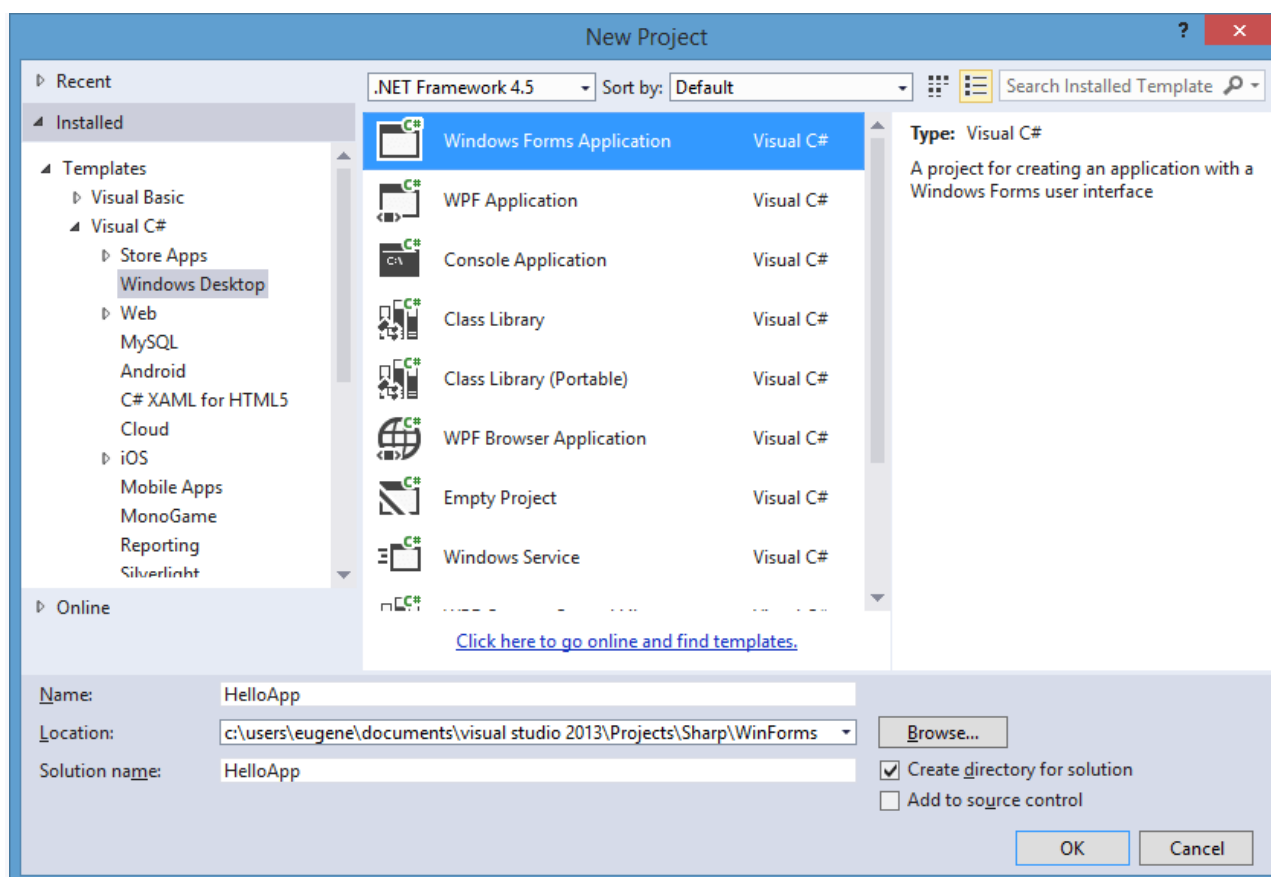 New Project
?
Recent
.NET Framework 4.5
Sort by: Default
Search Installed Template
Installed
Templates
Visual Basic
Visual C#
Store Apps
Windows Desktop
Web
MySQL
Android
C# XAML for HTML5
Cloud
iOS
Mobile Apps
MonoGame
Reporting
Silverlight
Online
C# Windows Forms Application Visual C#
C# WPF Application Visual C#
C# C:\ Console Application Visual C#
C# Class Library Visual C#
C# Class Library (Portable) Visual C#
C# WPF Browser Application Visual C#
C# Empty Project Visual C#
C# Windows Service Visual C#
C#
Click here to go online and find templates.
Type: Visual C#
A project for creating an application with a
Windows Forms user interface
Name: HelloApp
Location: c:\users\eugene\documents\visual studio 2013\Projects\Sharp\WinForms
Browse...
Solution name: HelloApp
Create directory for solution
Add to source control
OK
Cancel